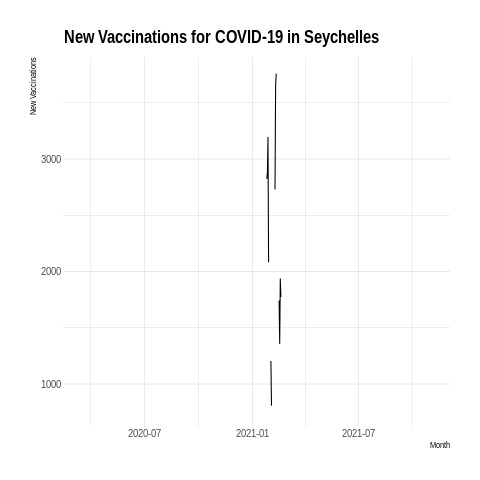 New Vaccinations for COVID-19 in Seychelles
New Vaccinations
3000
2000
1000
2020-07
2021-01
2021-07
Month